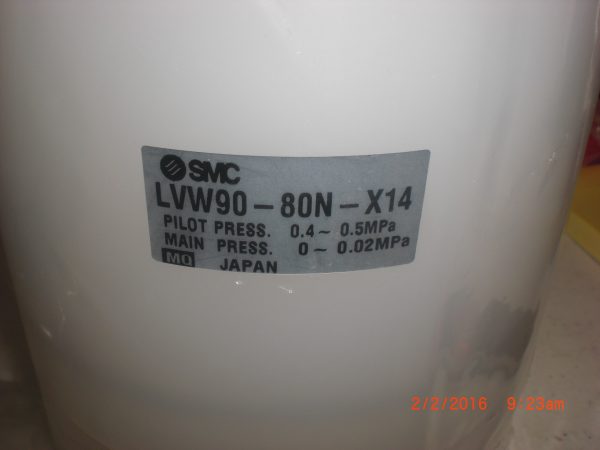 SMC
LVW90-80N-X14
PILOT PRESS. 0.4~ 0.5MPa
MAIN PRESS. 0~ 0.02MPa
MQ JAPAN
2/2/2016 9:23am